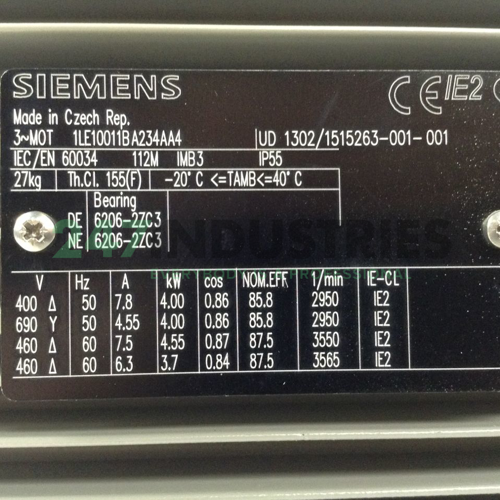 SIEMENS CE IE2
Made in Czech Rep.
3~MOT 1LE10011BA234AA4 UD 1302/1515263-001-001
IEC/EN 60034 112M IMB3 IP55
27kg Th.Cl. 155(F) -20°C <=TAMB<=40°C
Bearing
DE 6206-2ZC3
NE 6206-2ZC3
247 INDUSTRIES
V Hz A kW cos NOM.EFF 1/min IE-CL
400 Δ 50 7.8 4.00 0.86 85.8 2950 IE2
690 Y 50 4.55 4.00 0.86 85.8 2950 IE2
460 Δ 60 7.5 4.55 0.87 87.5 3550 IE2
460 Δ 60 6.3 3.7 0.84 87.5 3565 IE2